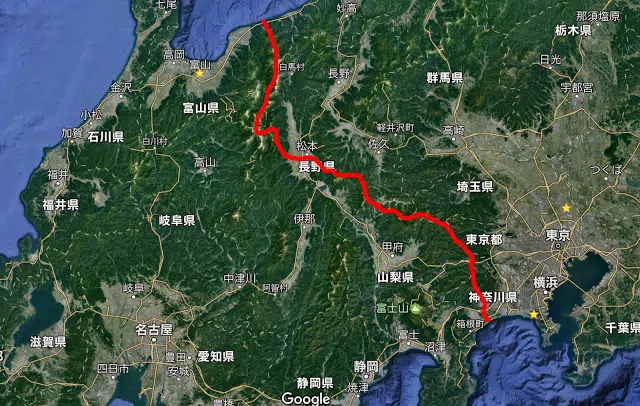 七尾
妙高
那須塩原
栃木県
高岡
富山
白馬村
日光
金沢
長野
群馬県
宇都宮
富山県
小松
軽井沢町
高崎
加賀
石川県
白川村
松本
佐久
高山
長野県
つくば
福井
埼玉県
福井県
岐阜県
伊那
東京都
東京
甲府
中津川
阿智村
山梨県
岐阜
神奈川県
横浜
富士山
箱根町
名古屋
富士
沼津
千葉県
滋賀県
豊田
愛知県
四日市
安城
静岡
静岡県
焼津
豊橋
Google